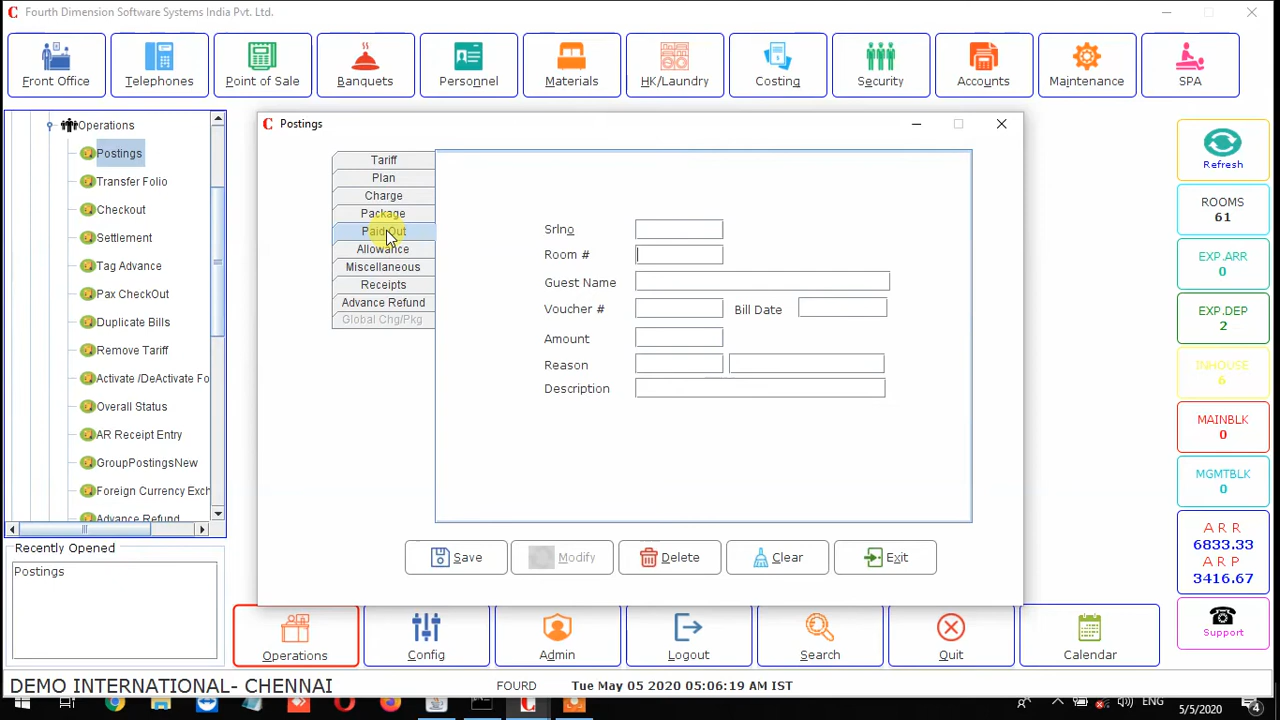 Fourth Dimension Software Systems India Pvt. Ltd.
Front Office
Telephones
Point of Sale
Banquets
Personnel
Materials
HK/Laundry
Costing
Security
Accounts
Maintenance
SPA
Operations
Postings
Transfer Folio
Checkout
Settlement
Tag Advance
Pax CheckOut
Duplicate Bills
Remove Tariff
Activate /DeActivate Fo
Overall Status
AR Receipt Entry
GroupPostingsNew
Foreign Currency Exch
Advance Refund
Recently Opened
Postings
Postings
Tariff
Plan
Charge
Package
Paid Out
Allowance
Miscellaneous
Receipts
Advance Refund
Global Chg/Pkg
Srlno
Room #
Guest Name
Voucher #
Bill Date
Amount
Reason
Description
Save
Modify
Delete
Clear
Exit
Refresh
ROOMS
61
EXP.ARR
0
EXP.DEP
2
INHOUSE
6
MAINBLK
0
MGMTBLK
0
A R R
6833.33
A R P
3416.67
Support
Operations
Config
Admin
Logout
Search
Quit
Calendar
DEMO INTERNATIONAL- CHENNAI
FOURD
Tue May 05 2020 05:06:19 AM IST
ENG
5/5/2020
4